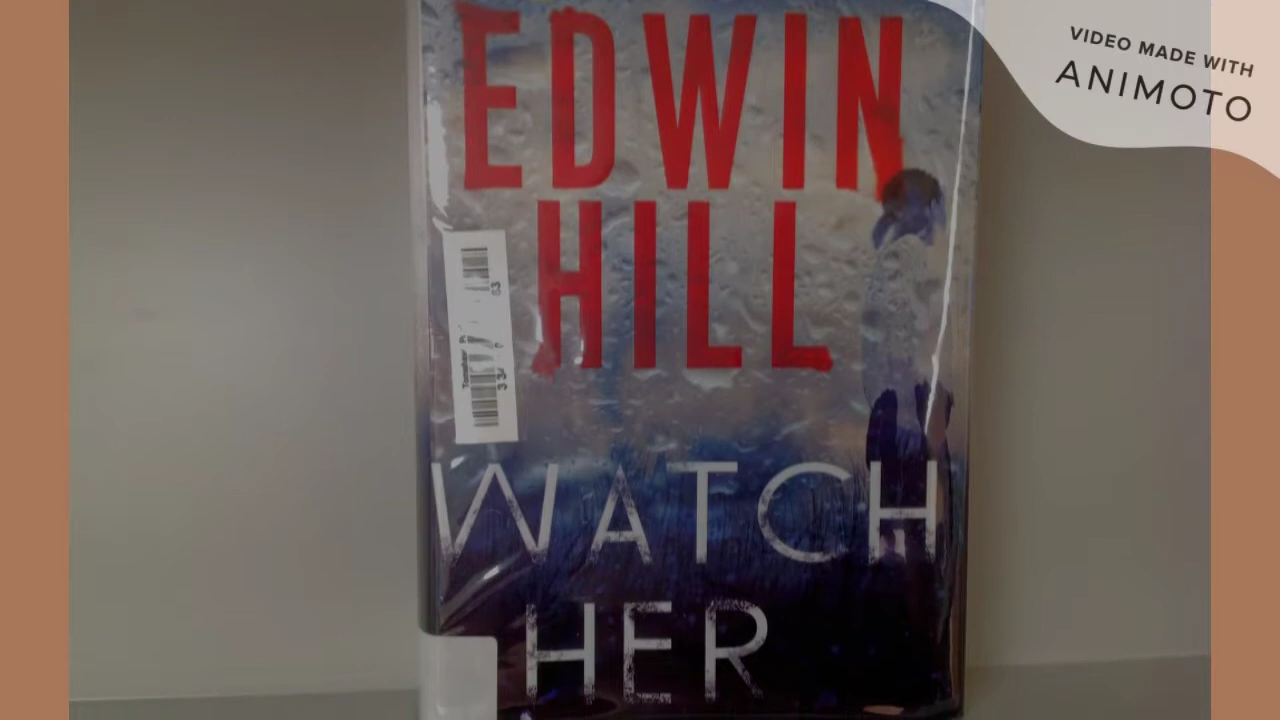 VIDEO MADE WITH
ANIMOTO
EDWIN
HILL
WATCH
HER